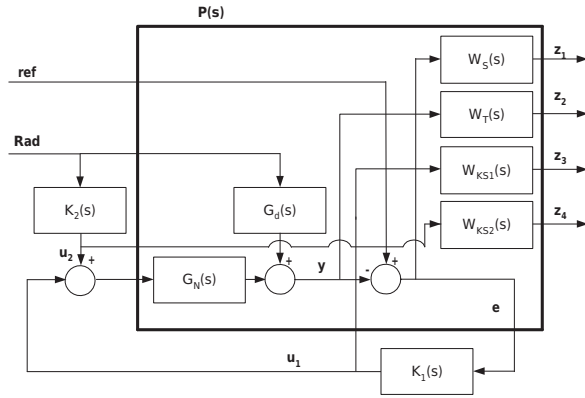 P(s)
W_S(s)
z_1
ref
W_T(s)
z_2
Rad
W_KS1(s)
z_3
K_2(s)
G_d(s)
W_KS2(s)
z_4
u_2
+
+
y
+
-
G_N(s)
e
u_1
K_1(s)